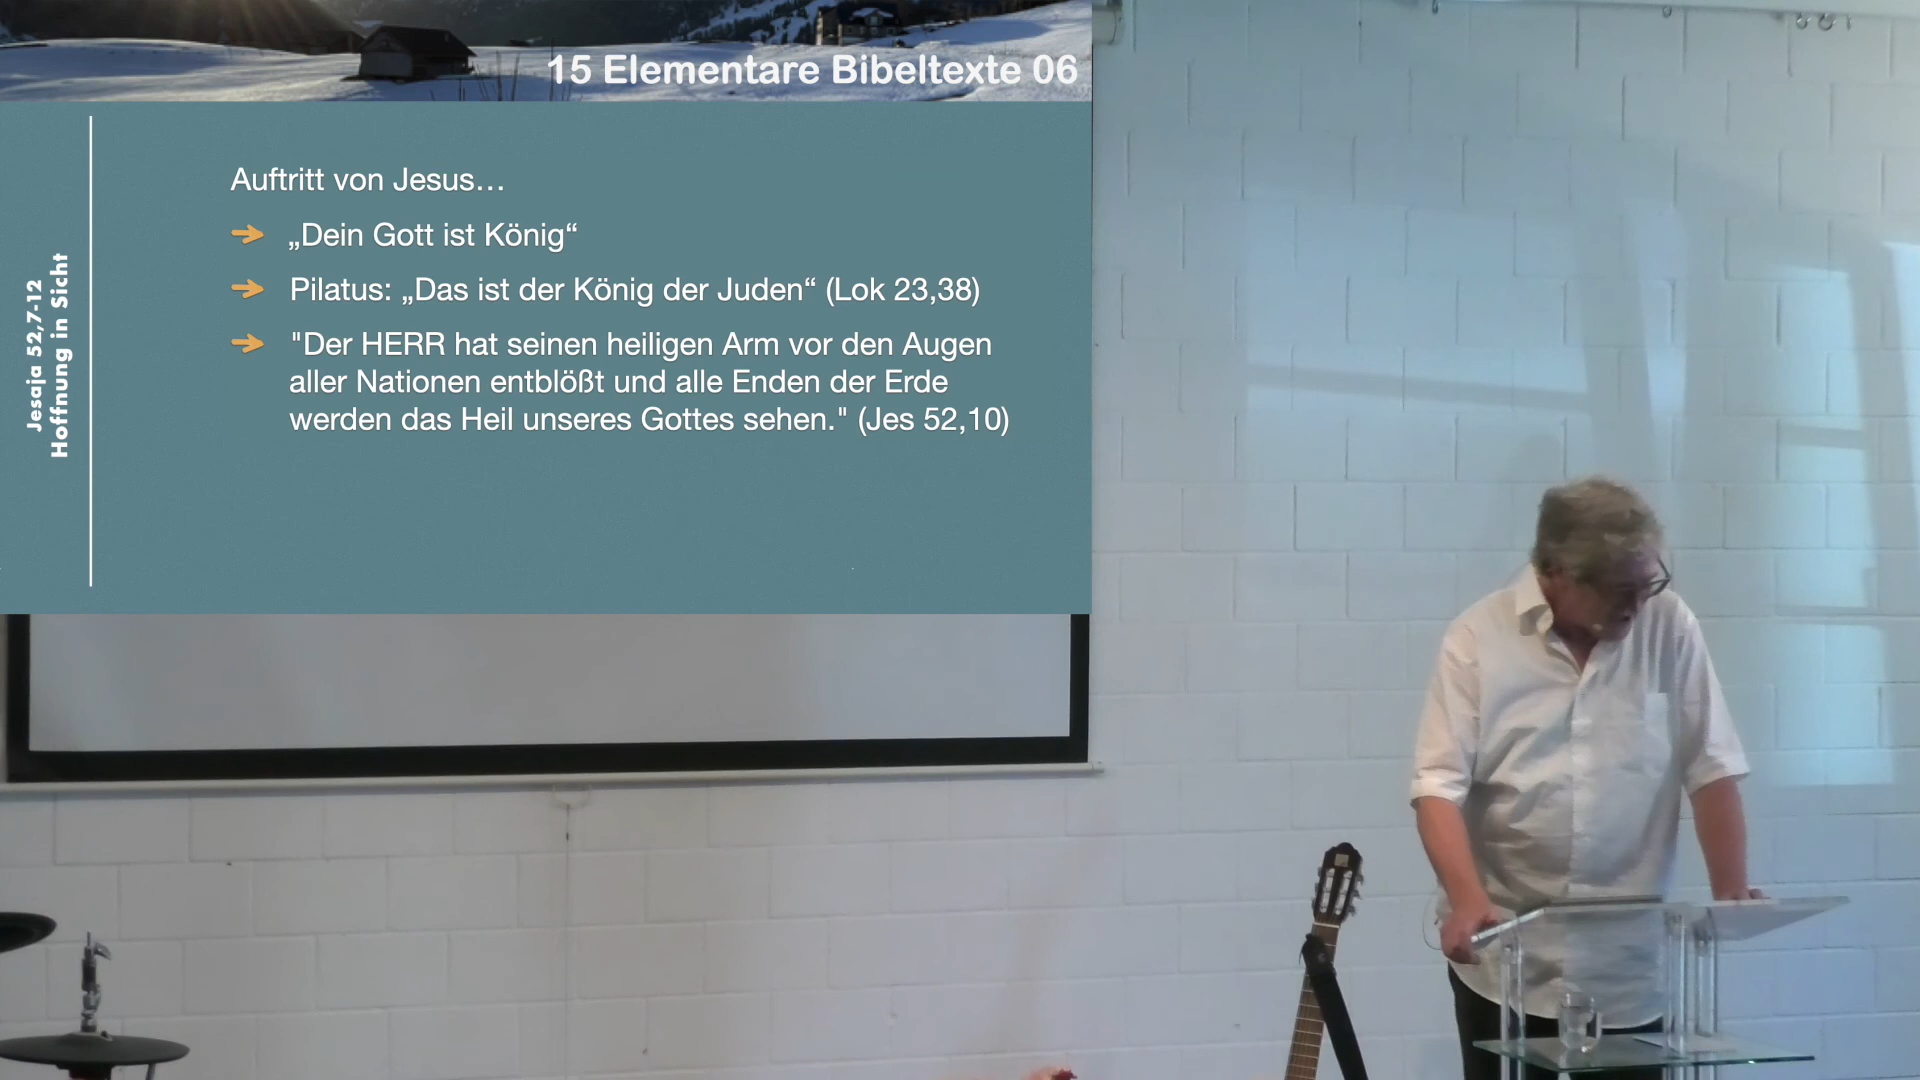 15 Elementare Bibeltexte 06
Jesaja 52,7-12
Hoffnung in Sicht
Auftritt von Jesus…
➔ „Dein Gott ist König“
➔ Pilatus: „Das ist der König der Juden“ (Lok 23,38)
➔ "Der HERR hat seinen heiligen Arm vor den Augen
aller Nationen entblößt und alle Enden der Erde
werden das Heil unseres Gottes sehen." (Jes 52,10)